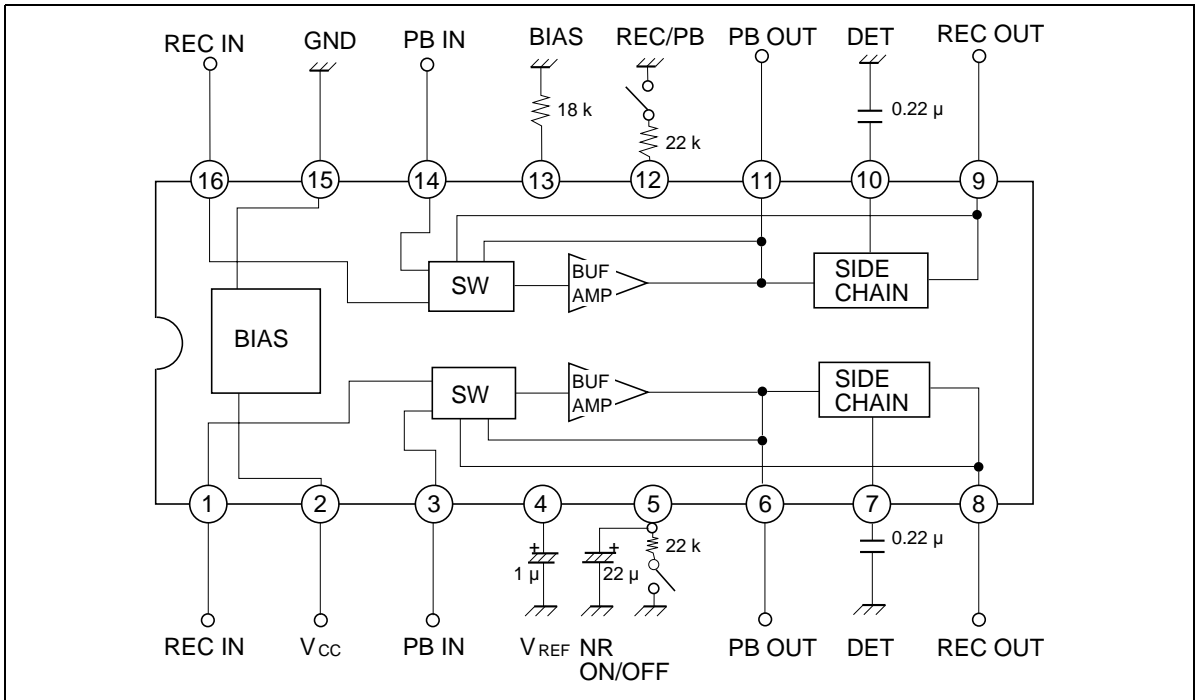 REC IN
GND
PB IN
BIAS
REC/PB
PB OUT
DET
REC OUT
18 k
22 k
0.22 µ
16
15
14
13
12
11
10
9
SW
BUF
AMP
SIDE
CHAIN
BIAS
SW
BUF
AMP
SIDE
CHAIN
1
2
3
4
5
6
7
8
+
1 µ
+
22 µ
22 k
0.22 µ
REC IN
VCC
PB IN
VREF
NR
ON/OFF
PB OUT
DET
REC OUT